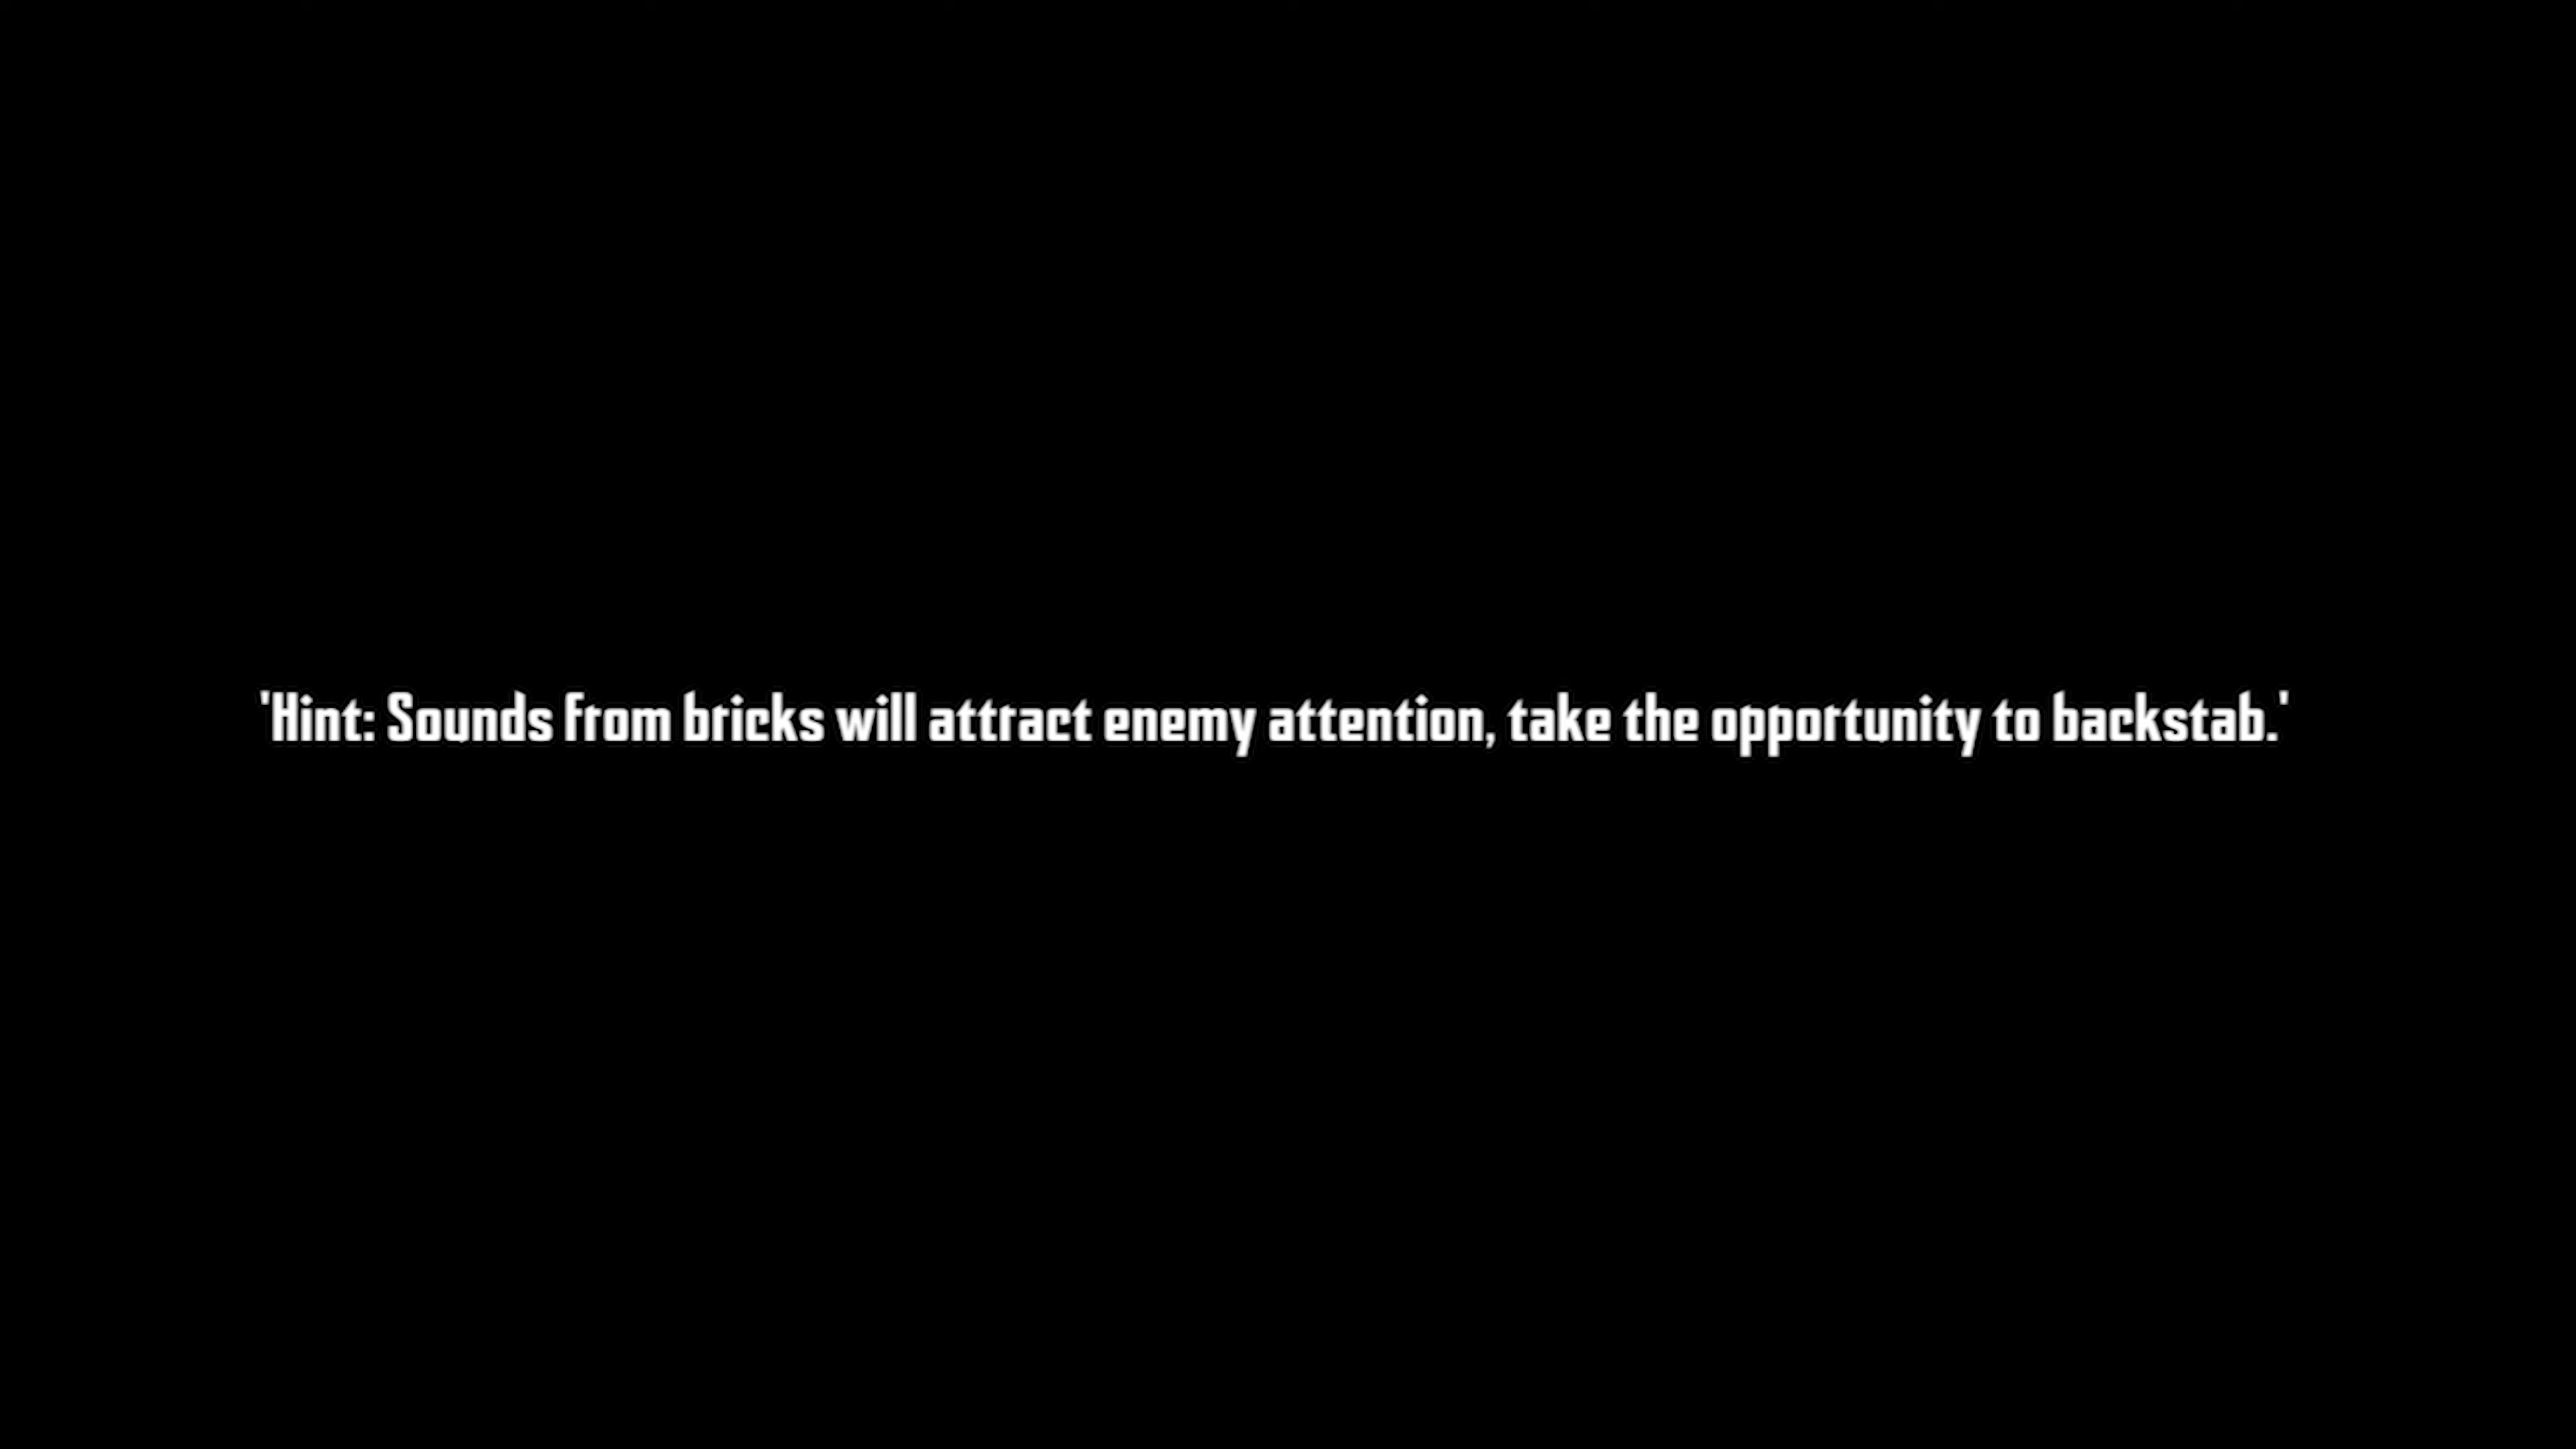 'Hint: Sounds from bricks will attract enemy attention, take the opportunity to backstab.'